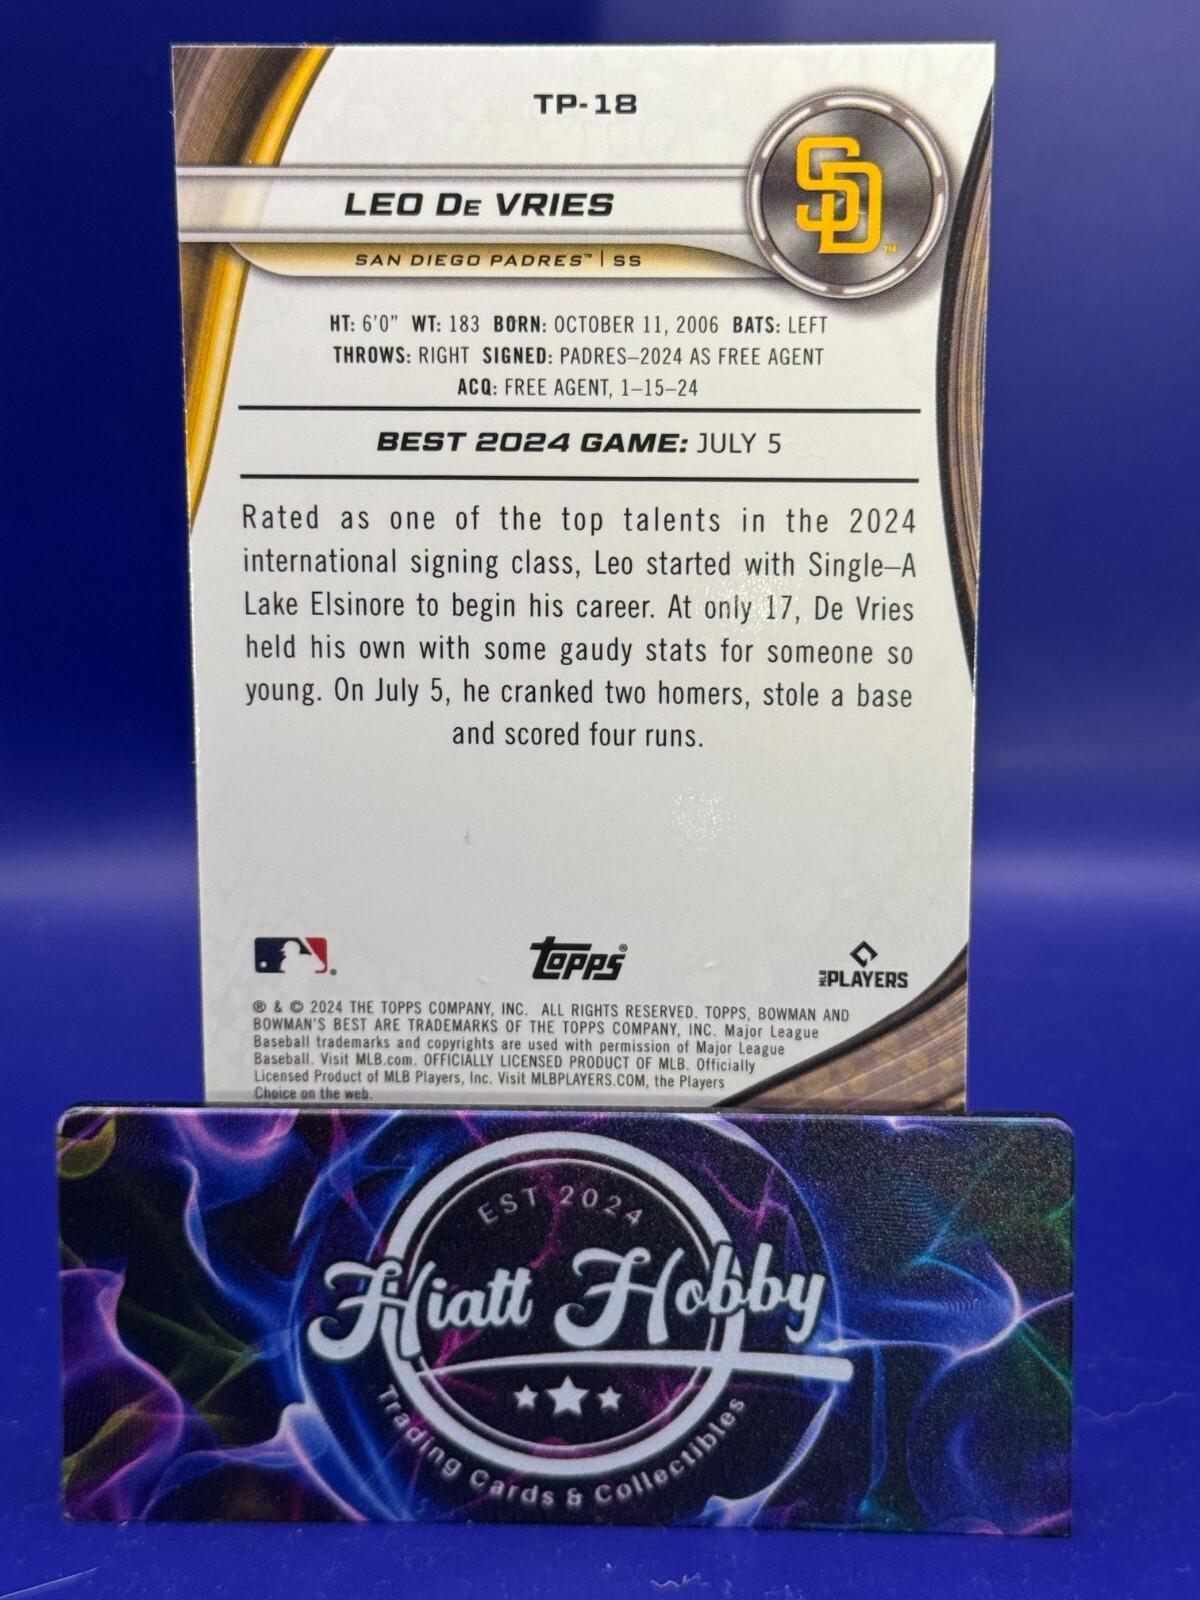 TP-18
SD
TM
LEO DE VRIES
SAN DIEGO PADRES™ | SS
HT: 6'0" WT: 183 BORN: OCTOBER 11, 2006 BATS: LEFT
THROWS: RIGHT SIGNED: PADRES–2024 AS FREE AGENT
ACQ: FREE AGENT, 1–15–24
BEST 2024 GAME: JULY 5
Rated as one of the top talents in the 2024
international signing class, Leo started with Single–A
Lake Elsinore to begin his career. At only 17, De Vries
held his own with some gaudy stats for someone so
young. On July 5, he cranked two homers, stole a base
and scored four runs.
topps®
MLB PLAYERS
® & © 2024 THE TOPPS COMPANY, INC. ALL RIGHTS RESERVED. TOPPS, BOWMAN AND
BOWMAN'S BEST ARE TRADEMARKS OF THE TOPPS COMPANY, INC. Major League
Baseball trademarks and copyrights are used with permission of Major League
Baseball. Visit MLB.com. OFFICIALLY LICENSED PRODUCT OF MLB. Officially
Licensed Product of MLB Players, Inc. Visit MLBPLAYERS.COM, the Players
Choice on the web.
EST 2024
Hiatt Hobby
Trading Cards & Collectibles